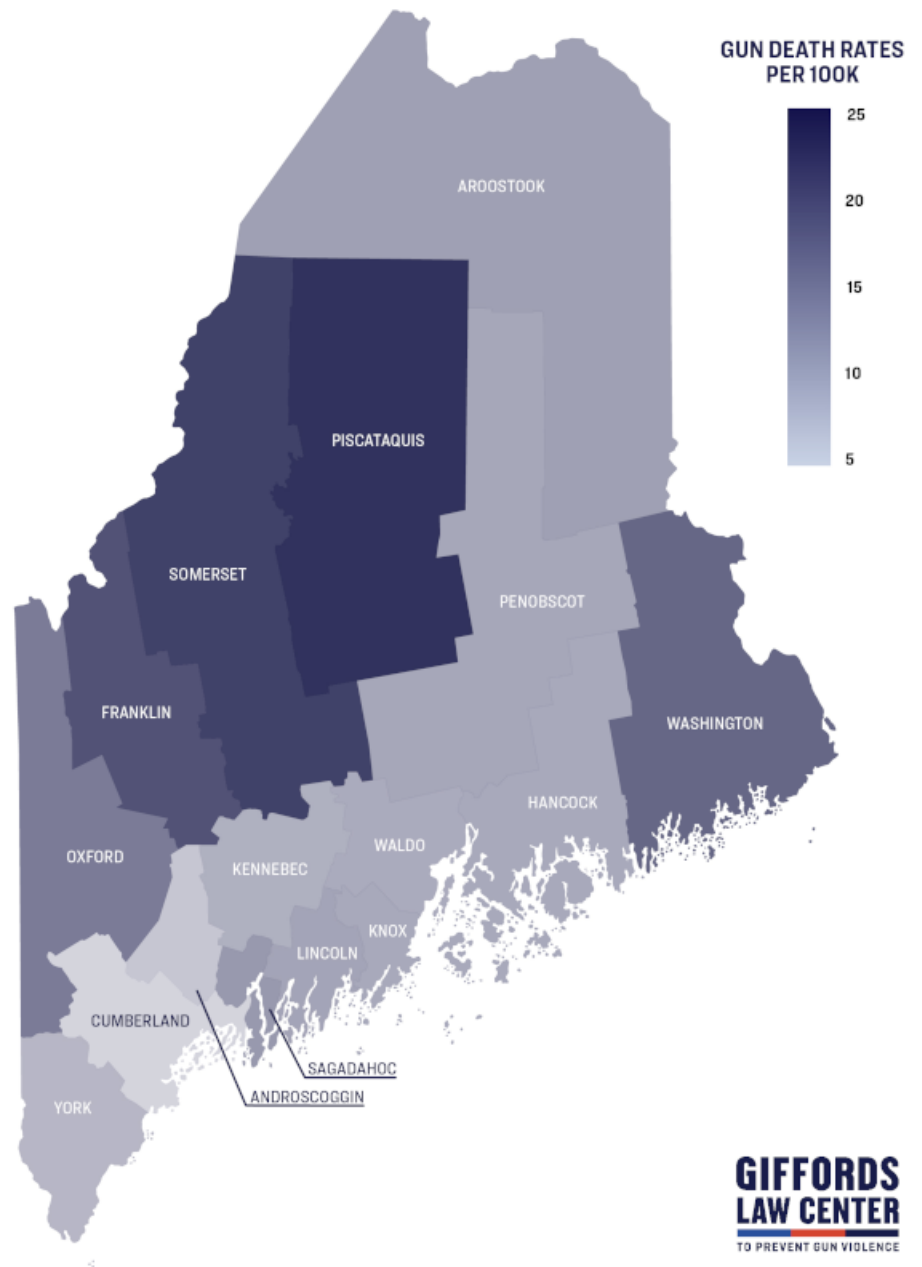 GUN DEATH RATES
PER 100K
25
20
15
10
5
AROOSTOOK
PISCATAQUIS
SOMERSET
PENOBSCOT
FRANKLIN
WASHINGTON
HANCOCK
WALDO
OXFORD
KENNEBEC
KNOX
LINCOLN
CUMBERLAND
SAGADAHOC
ANDROSCOGGIN
YORK
GIFFORDS
LAW CENTER
TO PREVENT GUN VIOLENCE